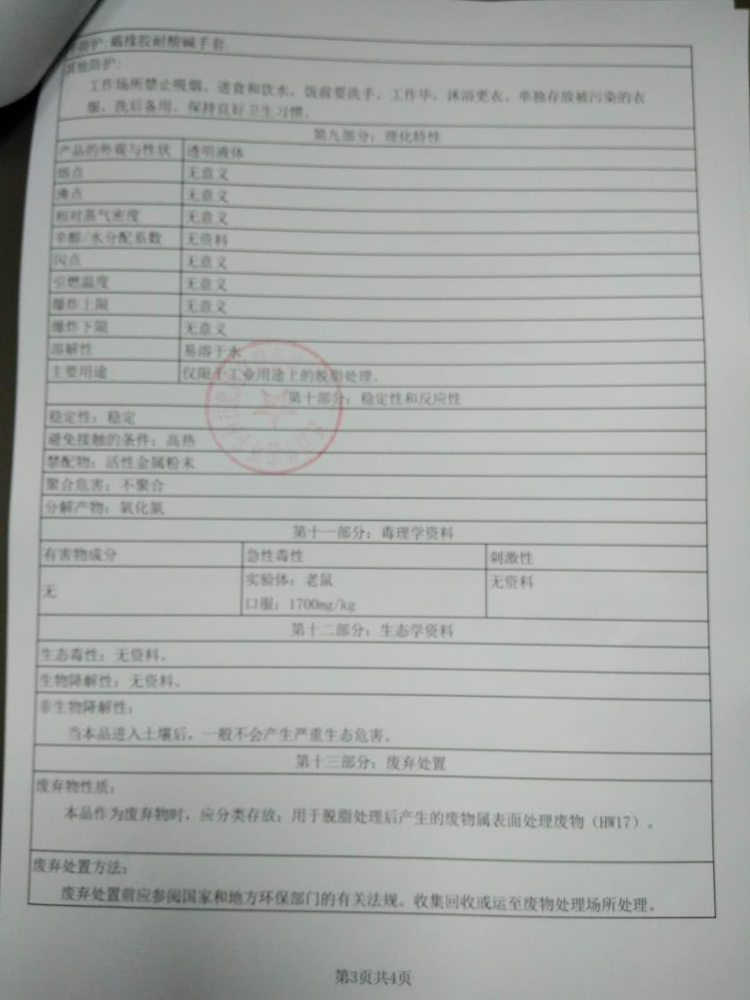 防护：戴橡胶耐酸碱手套.
其他防护：
工作场所禁止吸烟、进食和饮水，饭前要洗手。工作毕，沐浴更衣。单独存放被污染的衣
服，洗后备用。保持良好卫生习惯。
第九部分：理化特性
产品的外观与性状 透明液体
熔点 无意义
沸点 无意义
相对蒸气密度 无意义
辛醇/水分配系数 无资料
闪点 无意义
引燃温度 无意义
爆炸上限 无意义
爆炸下限 无意义
溶解性 易溶于水
主要用途 仅限于工业用途上的脱脂处理。
第十部分：稳定性和反应性
稳定性：稳定
避免接触的条件：高热
禁配物：活性金属粉末
聚合危害：不聚合
分解产物：氧化氮
第十一部分：毒理学资料
有害物成分 急性毒性 刺激性
无 实验体：老鼠 无资料
口服：1700mg/kg
第十二部分：生态学资料
生态毒性：无资料。
生物降解性：无资料。
非生物降解性：
当本品进入土壤后，一般不会产生严重生态危害。
第十三部分：废弃处置
废弃物性质：
本品作为废弃物时，应分类存放；用于脱脂处理后产生的废物属表面处理废物（HW17）。
废弃处置方法：
废弃处置前应参阅国家和地方环保部门的有关法规。收集回收或运至废物处理场所处理。
第3页共4页